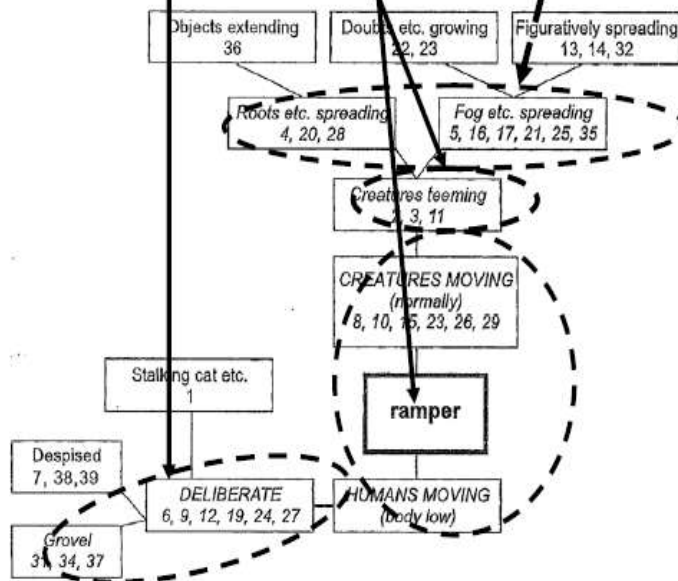 Objects extending
36
Doubts etc. growing
22, 23
Figuratively spreading
13, 14, 32
Roots etc. spreading
4, 20, 28
Fog etc. spreading
5, 16, 17, 21, 25, 35
Creatures teeming
2, 3, 11
CREATURES MOVING
(normally)
8, 10, 15, 23, 26, 29
Stalking cat etc.
1
ramper
Despised
7, 38,39
DELIBERATE
6, 9, 12, 19, 24, 27
HUMANS MOVING
(body low)
Grovel
31, 34, 37